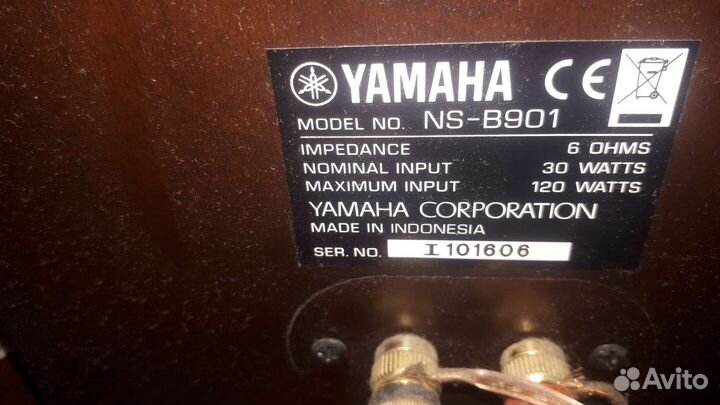 YAMAHA CE
MODEL NO. NS-B901
IMPEDANCE 6 OHMS
NOMINAL INPUT 30 WATTS
MAXIMUM INPUT 120 WATTS
YAMAHA CORPORATION
MADE IN INDONESIA
SER. NO. I101606
Avito